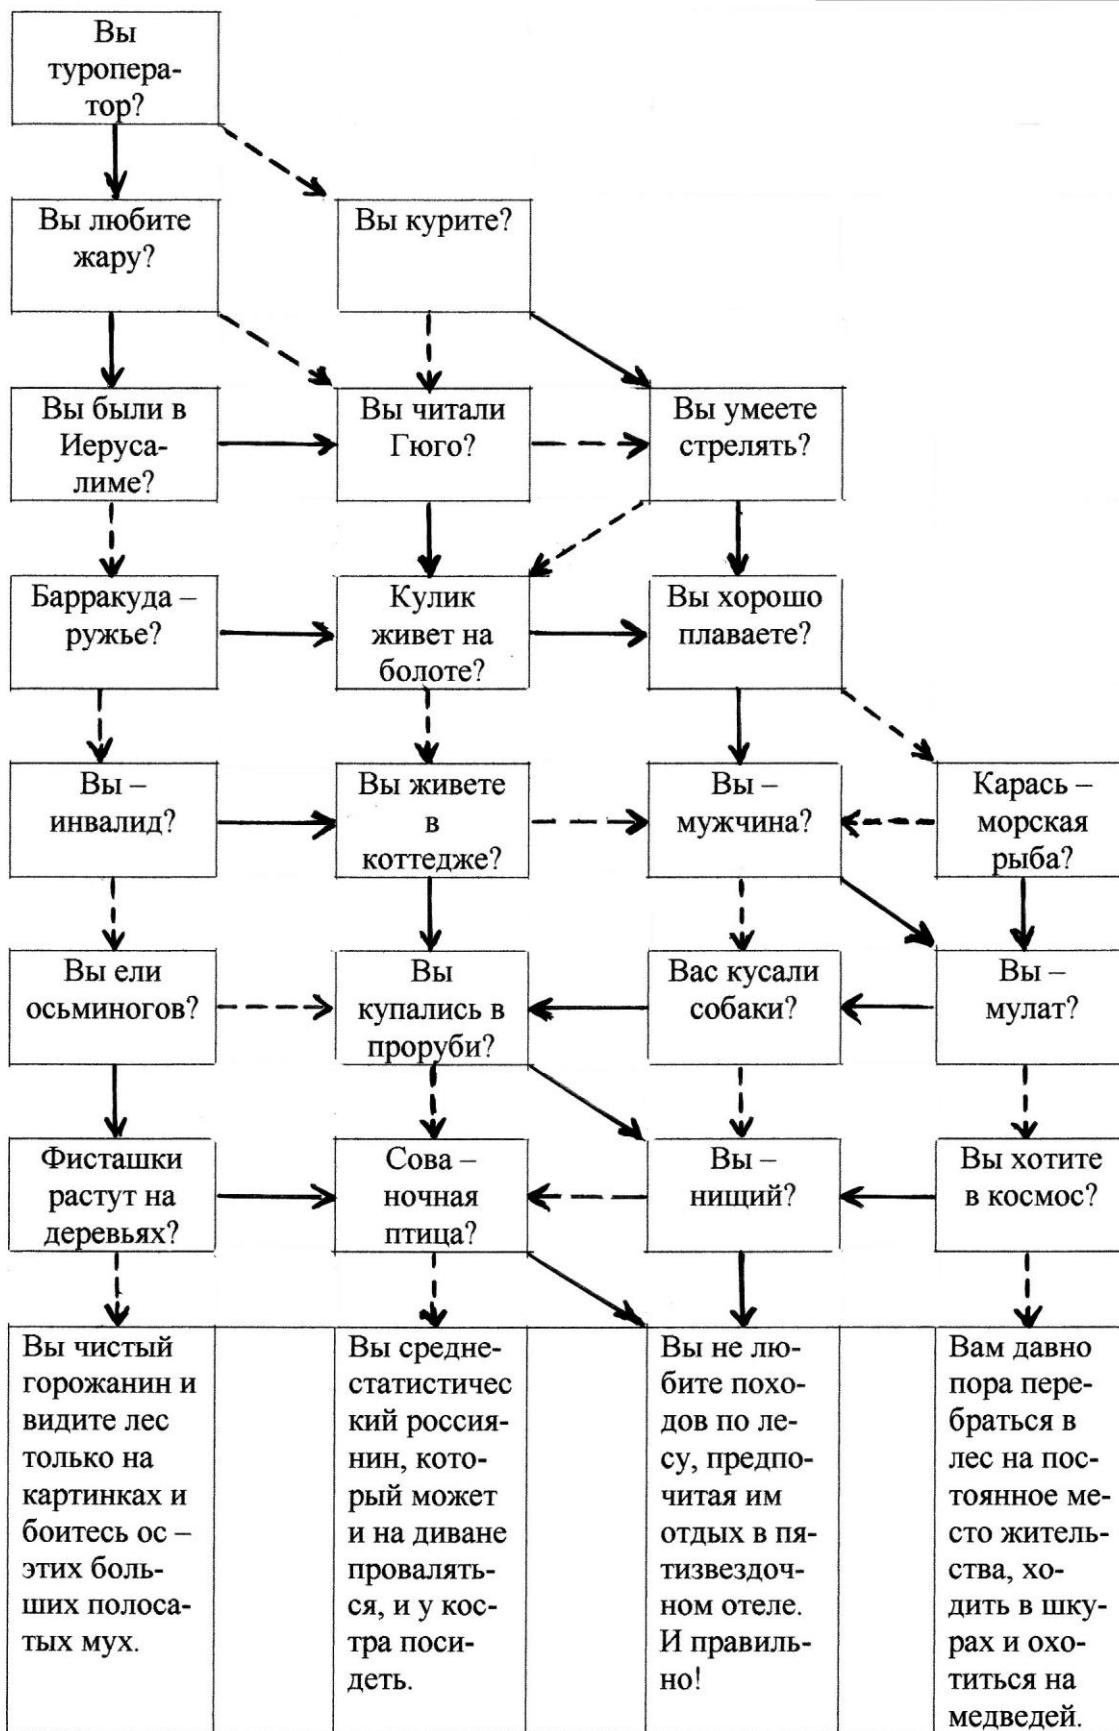 Вы
туропера-
тор?
Вы любите
жару?
Вы курите?
Вы были в
Иеруса-
лиме?
Вы читали
Гюго?
Вы умеете
стрелять?
Барракуда –
ружье?
Кулик
живет на
болоте?
Вы хорошо
плаваете?
Вы –
инвалид?
Вы живете
в
коттедже?
Вы –
мужчина?
Карась –
морская
рыба?
Вы ели
осьминогов?
Вы
купались в
проруби?
Вас кусали
собаки?
Вы –
мулат?
Фисташки
растут на
деревьях?
Сова –
ночная
птица?
Вы –
нищий?
Вы хотите
в космос?
Вы чистый
горожанин и
видите лес
только на
картинках и
боитесь ос –
этих боль-
ших полоса-
тых мух.
Вы средне-
статистичес
кий россия-
нин, кото-
рый может
и на диване
провалять-
ся, и у кос-
тра поси-
деть.
Вы не лю-
бите похо-
дов по ле-
су, предпо-
читая им
отдых в пя-
тизвездоч-
ном отеле.
И правиль-
но!
Вам давно
пора пере-
браться в
лес на пос-
тоянное ме-
сто житель-
ства, хо-
дить в шку-
рах и охо-
титься на
медведей.